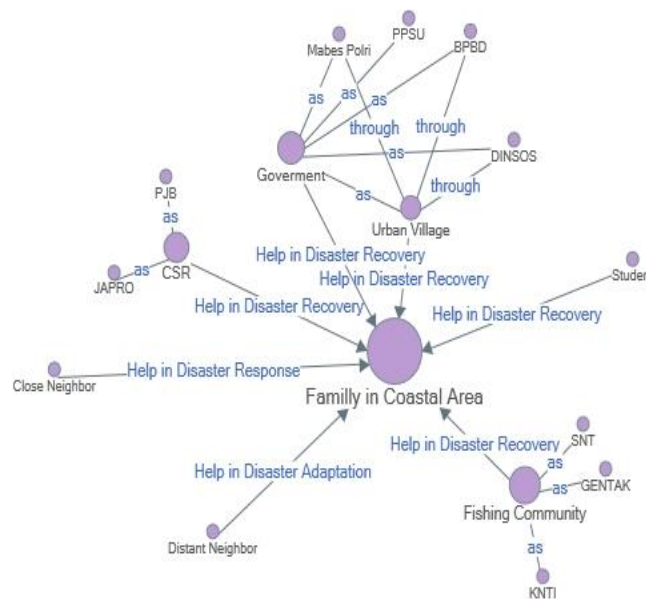 PPSU
Mabes Polri
BPBD
as
as
as
through
through
DINSOS
as
Goverment
through
as
PJB
Urban Village
as
Help in Disaster Recovery
Studen
CSR
as
JAPRO
Help in Disaster Recovery
Help in Disaster Recovery
Help in Disaster Recovery
Close Neighbor
Help in Disaster Response
Familly in Coastal Area
SNT
Help in Disaster Recovery
as
Help in Disaster Adaptation
as
GENTAK
Fishing Community
Distant Neighbor
as
KNTI